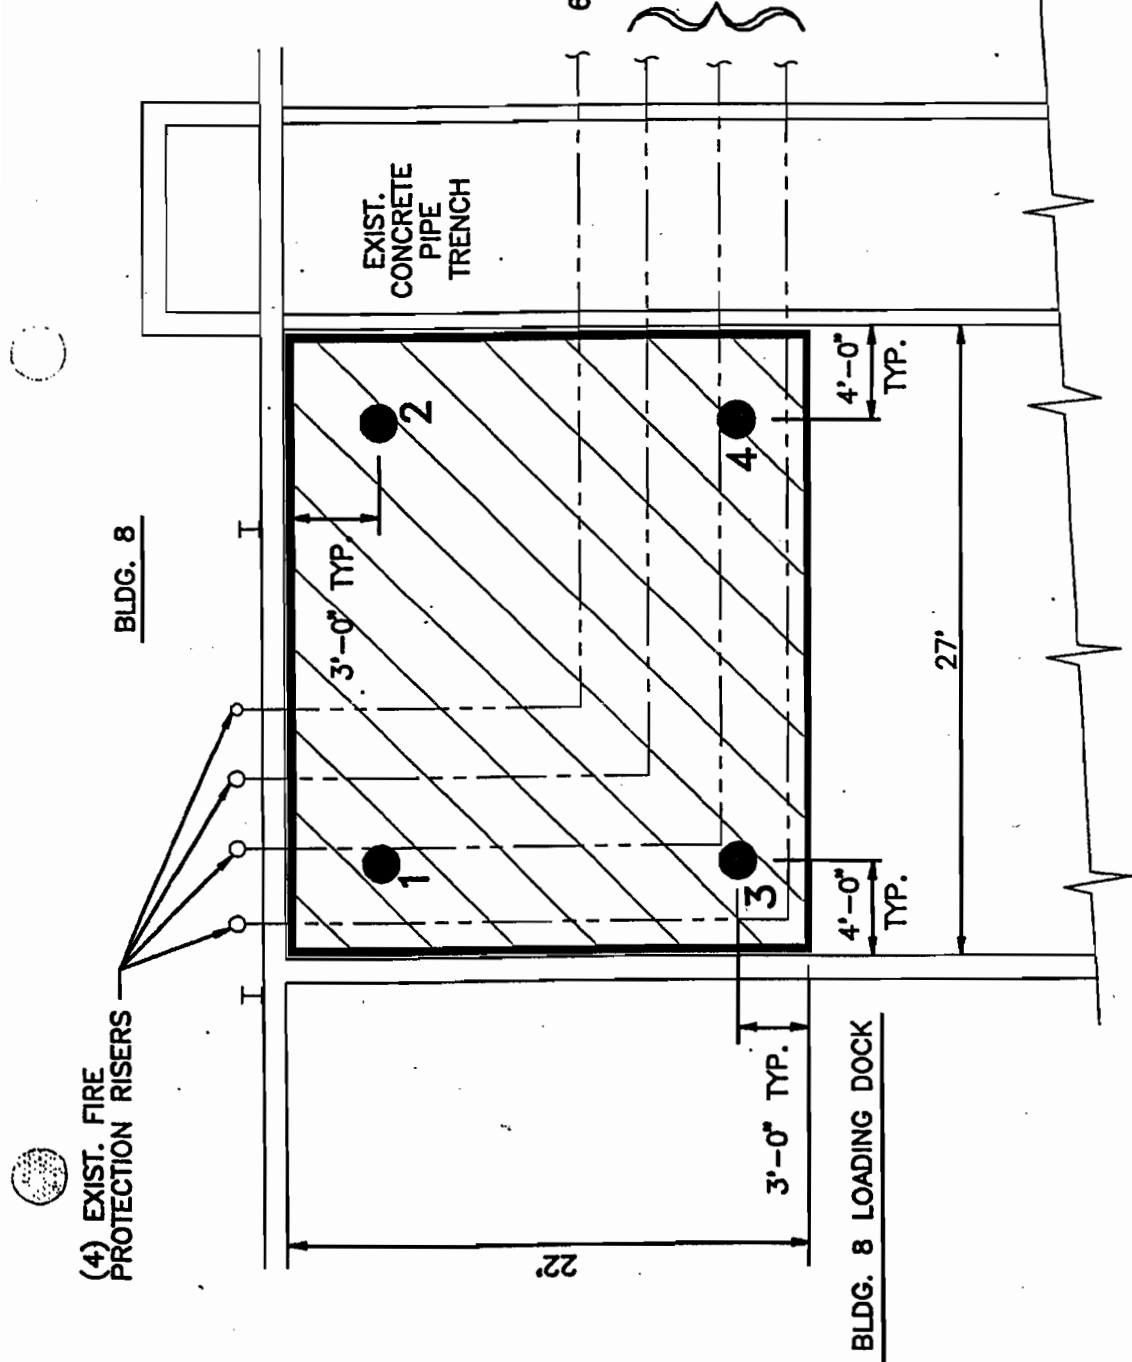 (4) EXIST. FIRE
PROTECTION RISERS
BLDG. 8
EXIST.
CONCRETE
PIPE
TRENCH
6
1
2
3
4
3'-0" TYP.
4'-0"
TYP.
4'-0"
TYP.
27'
3'-0" TYP.
22'
BLDG. 8 LOADING DOCK